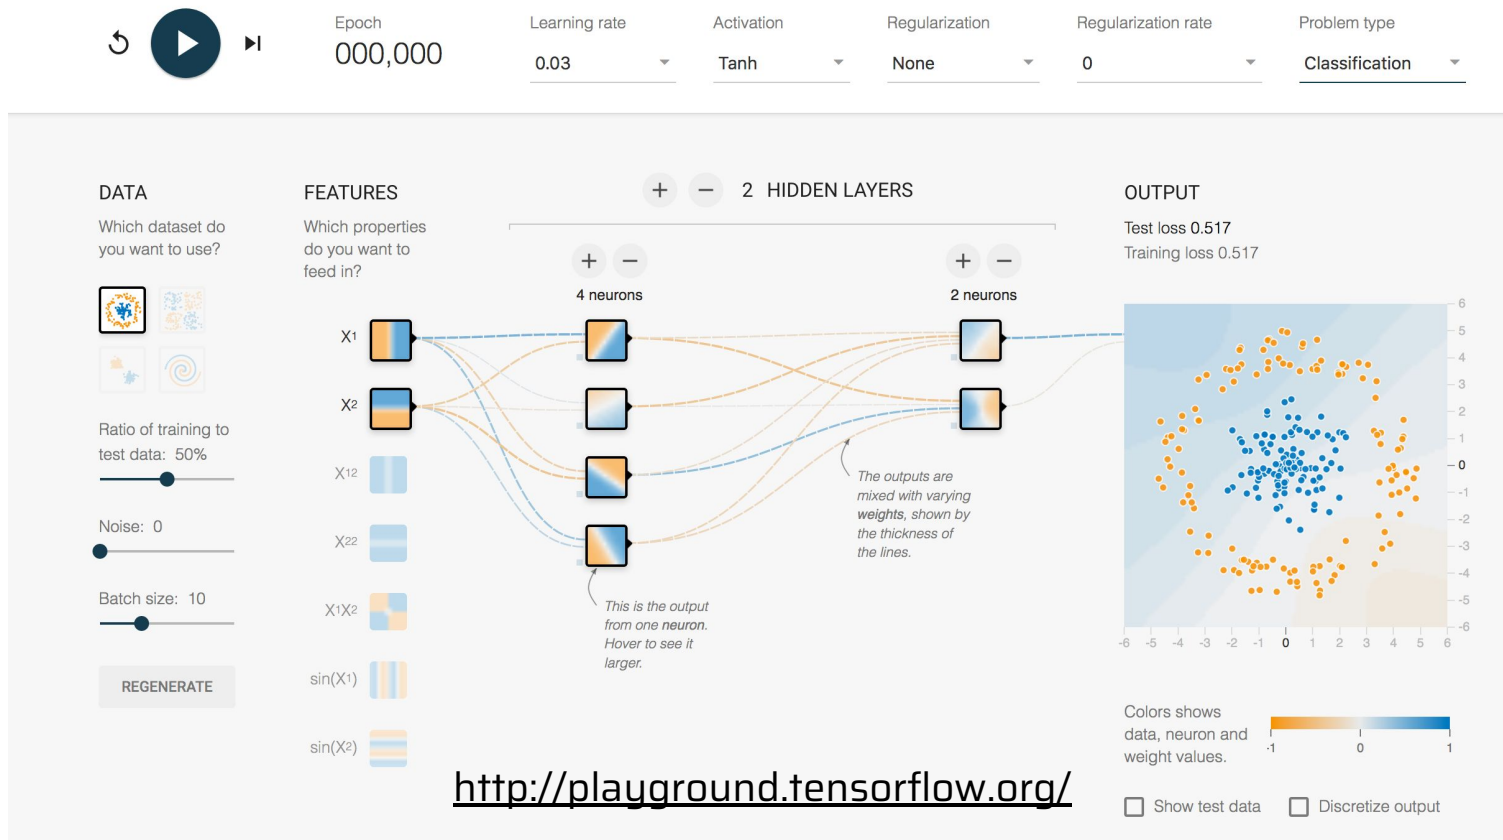 Epoch
000,000
Learning rate
0.03
Activation
Tanh
Regularization
None
Regularization rate
0
Problem type
Classification
DATA
Which dataset do
you want to use?
Ratio of training to
test data: 50%
Noise: 0
Batch size: 10
REGENERATE
FEATURES
Which properties
do you want to
feed in?
X1
X2
X12
X22
X1X2
sin(X1)
sin(X2)
+ − 2 HIDDEN LAYERS
+ −
4 neurons
+ −
2 neurons
The outputs are
mixed with varying
weights, shown by
the thickness of
the lines.
This is the output
from one neuron.
Hover to see it
larger.
OUTPUT
Test loss 0.517
Training loss 0.517
6
5
4
3
2
1
0
-1
-2
-3
-4
-5
-6
-6 -5 -4 -3 -2 -1 0 1 2 3 4 5 6
Colors shows
data, neuron and
weight values.
-1 0 1
Show test data
Discretize output
http://playground.tensorflow.org/